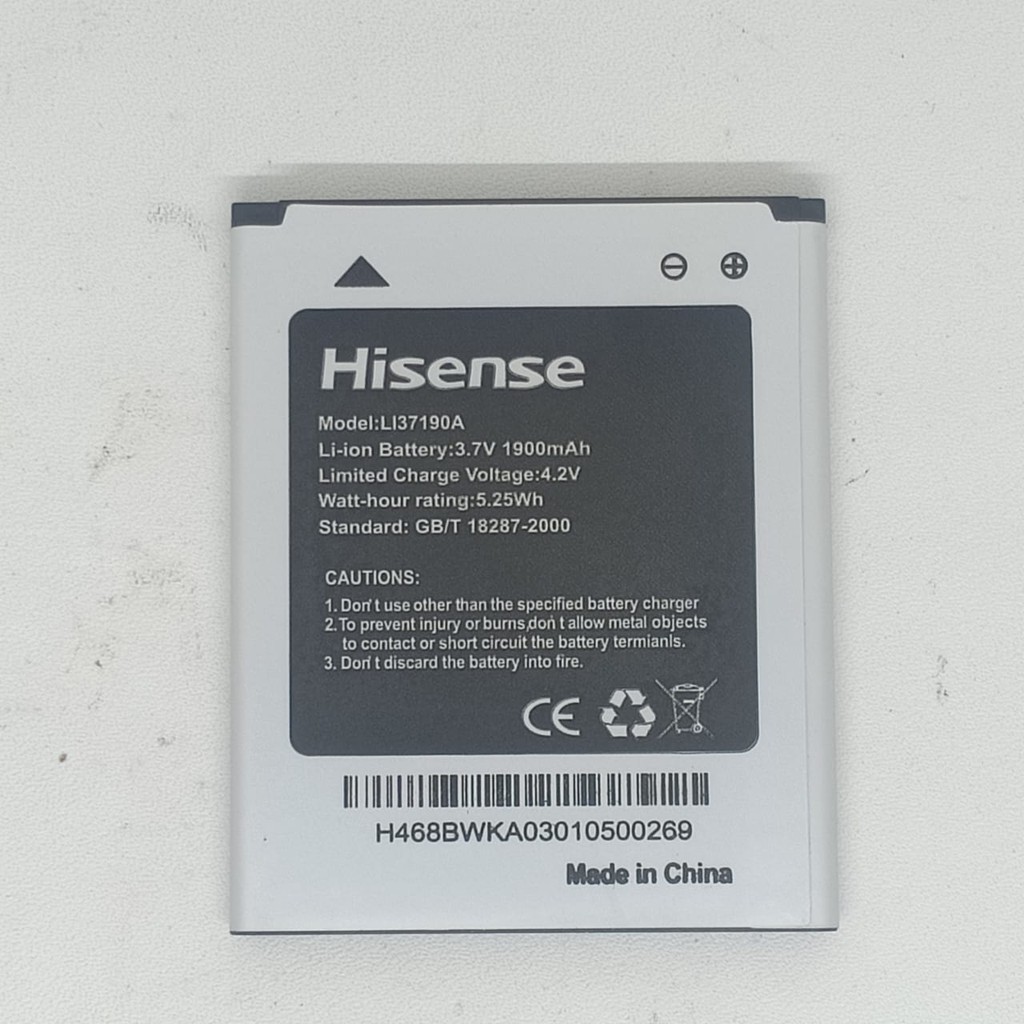 Hisense
Model:LI37190A
Li-ion Battery:3.7V 1900mAh
Limited Charge Voltage:4.2V
Watt-hour rating:5.25Wh
Standard: GB/T 18287-2000
CAUTIONS:
1. Don't use other than the specified battery charger
2. To prevent injury or burns,don't allow metal objects
to contact or short circuit the battery termianls.
3. Don't discard the battery into fire.
CE
H468BWKA03010500269
Made in China